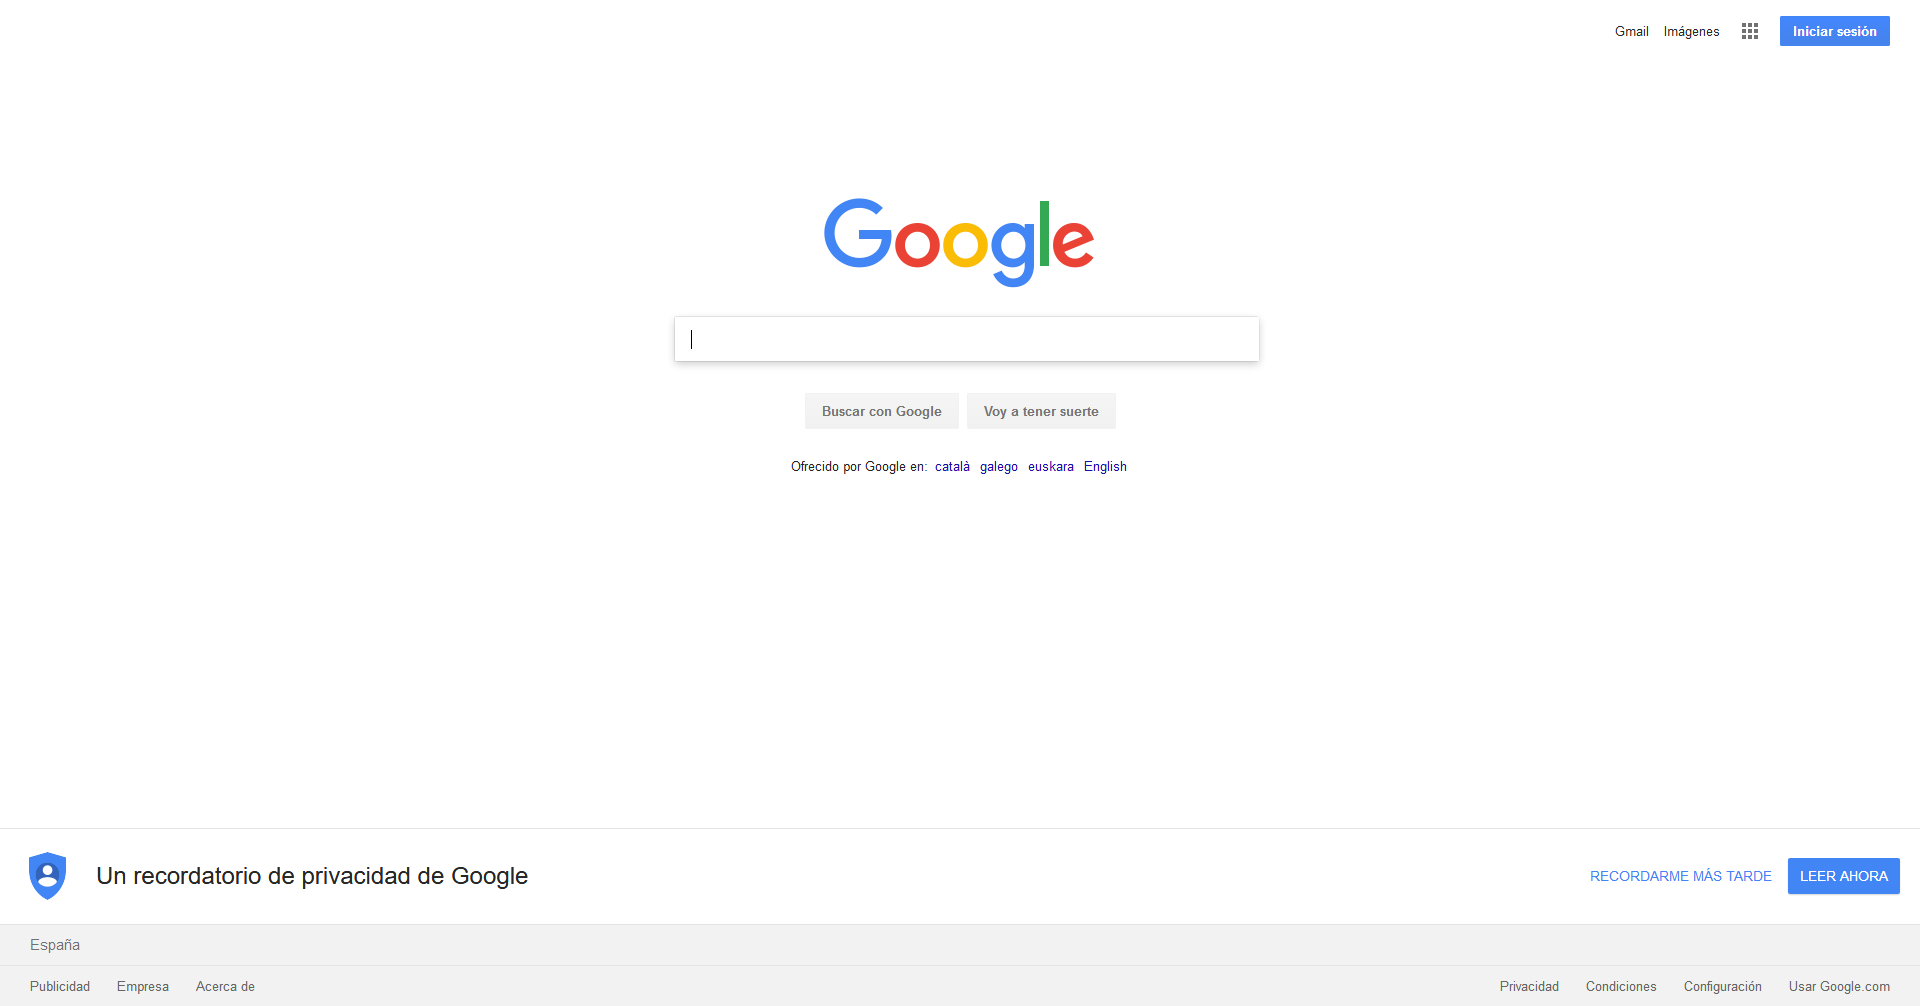 Gmail Imágenes Iniciar sesión
Google
Buscar con Google Voy a tener suerte
Ofrecido por Google en: català galego euskara English
Un recordatorio de privacidad de Google RECORDARME MÁS TARDE LEER AHORA
España
Publicidad Empresa Acerca de Privacidad Condiciones Configuración Usar Google.com